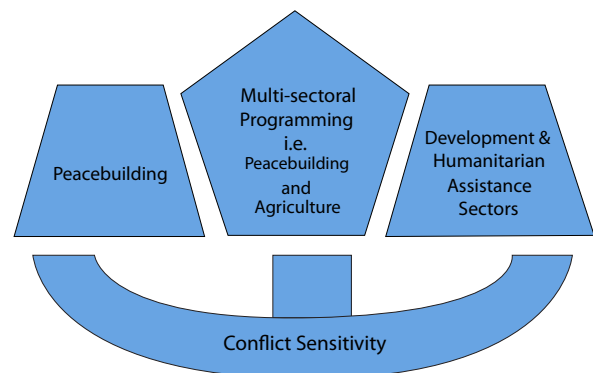 Peacebuilding
Multi-sectoral
Programming
i.e.
Peacebuilding
and
Agriculture
Development &
Humanitarian
Assistance
Sectors
Conflict Sensitivity